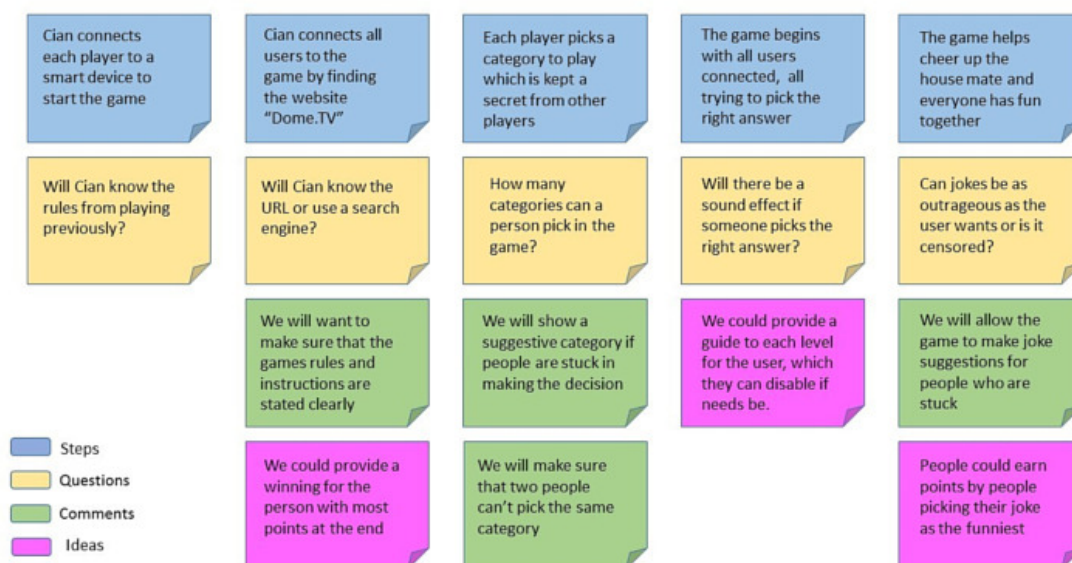 Cian connects
each player to a
smart device to
start the game
Cian connects all
users to the
game by finding
the website
“Dome.TV”
Each player picks a
category to play
which is kept a
secret from other
players
The game begins
with all users
connected, all
trying to pick the
right answer
The game helps
cheer up the
house mate and
everyone has fun
together
Will Cian know the
rules from playing
previously?
Will Cian know the
URL or use a search
engine?
How many
categories can a
person pick in the
game?
Will there be a
sound effect if
someone picks the
right answer?
Can jokes be as
outrageous as the
user wants or is it
censored?
We will want to
make sure that the
games rules and
instructions are
stated clearly
We will show a
suggestive category if
people are stuck in
making the decision
We could provide a
guide to each level
for the user, which
they can disable if
needs be.
We will allow the
game to make joke
suggestions for
people who are
stuck
We could provide a
winning for the
person with most
points at the end
We will make sure
that two people
can’t pick the same
category
People could earn
points by people
picking their joke
as the funniest
Steps
Questions
Comments
Ideas